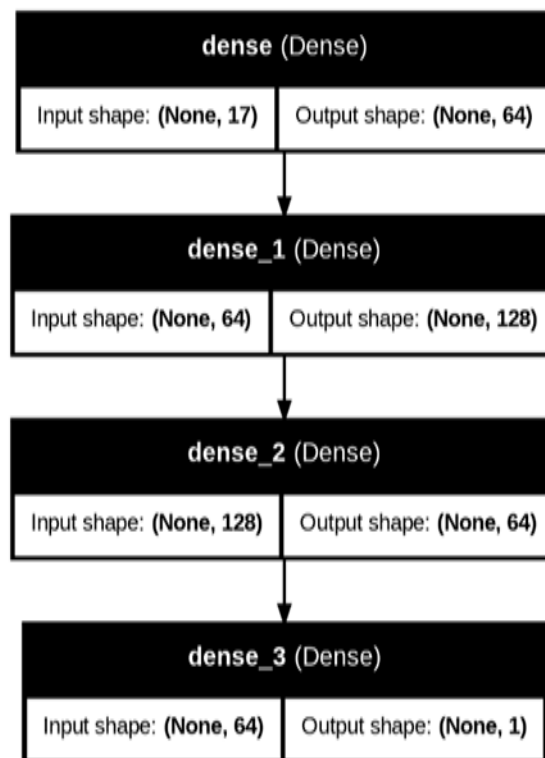 dense (Dense)
Input shape: (None, 17) Output shape: (None, 64)
dense_1 (Dense)
Input shape: (None, 64) Output shape: (None, 128)
dense_2 (Dense)
Input shape: (None, 128) Output shape: (None, 64)
dense_3 (Dense)
Input shape: (None, 64) Output shape: (None, 1)